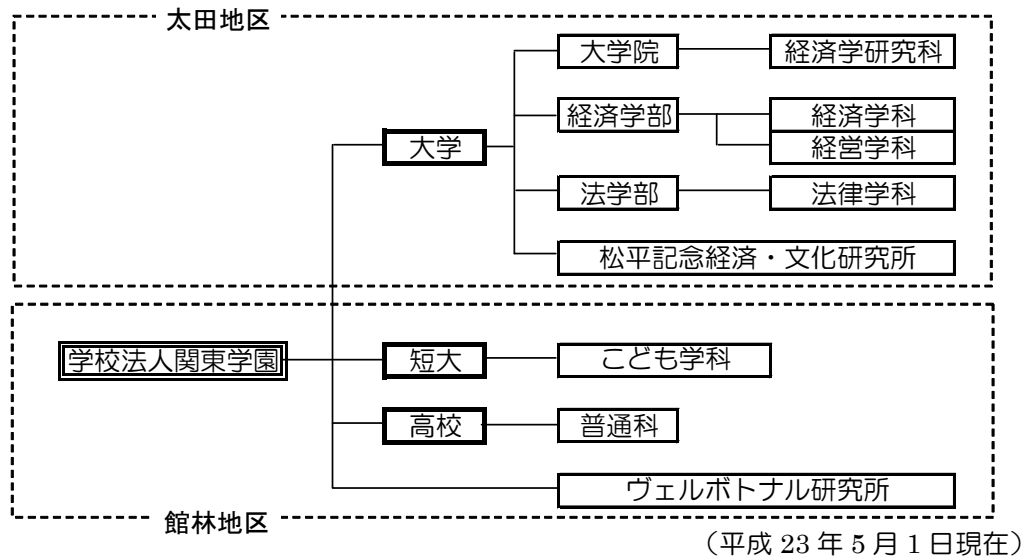 太田地区
大学院
経済学研究科
経済学部
経済学科
大学
経営学科
法学部
法律学科
松平記念経済・文化研究所
学校法人関東学園
短大
こども学科
高校
普通科
ヴェルボトナル研究所
館林地区
（平成 23 年 5 月 1 日現在）